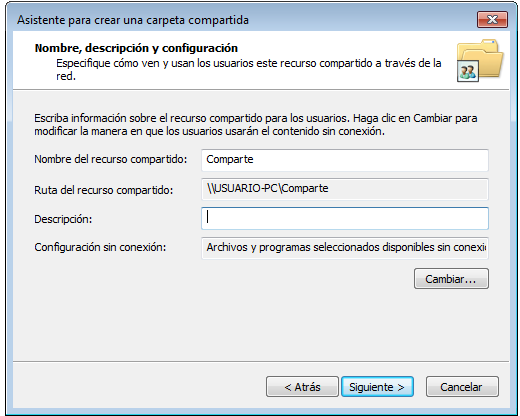 Asistente para crear una carpeta compartida
Nombre, descripción y configuración
Especifique cómo ven y usan los usuarios este recurso compartido a través de la
red.
Escriba información sobre el recurso compartido para los usuarios. Haga clic en Cambiar para
modificar la manera en que los usuarios usarán el contenido sin conexión.
Nombre del recurso compartido: Comparte
Ruta del recurso compartido: \\USUARIO-PC\Comparte
Descripción:
Configuración sin conexión: Archivos y programas seleccionados disponibles sin conexi
Cambiar...
< Atrás Siguiente > Cancelar